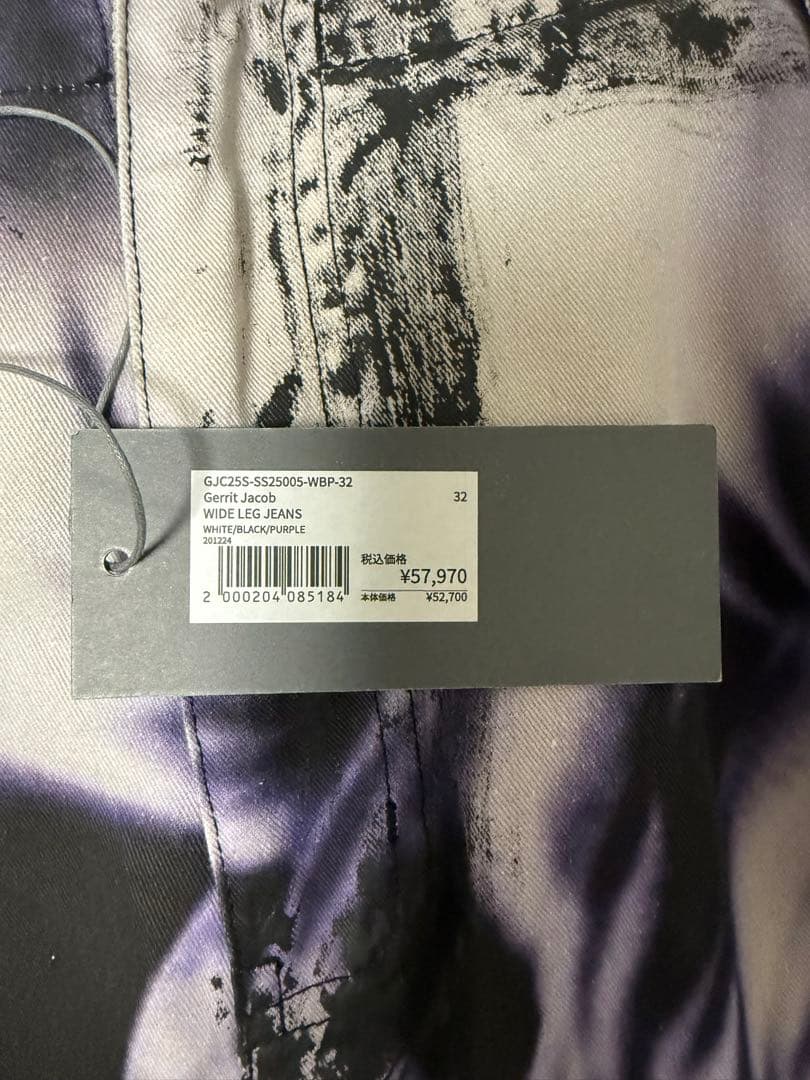 GJC25S-SS25005-WBP-32
Gerrit Jacob 32
WIDE LEG JEANS
WHITE/BLACK/PURPLE
201224
税込価格
¥57,970
2 000204 085184
本体価格 ¥52,700